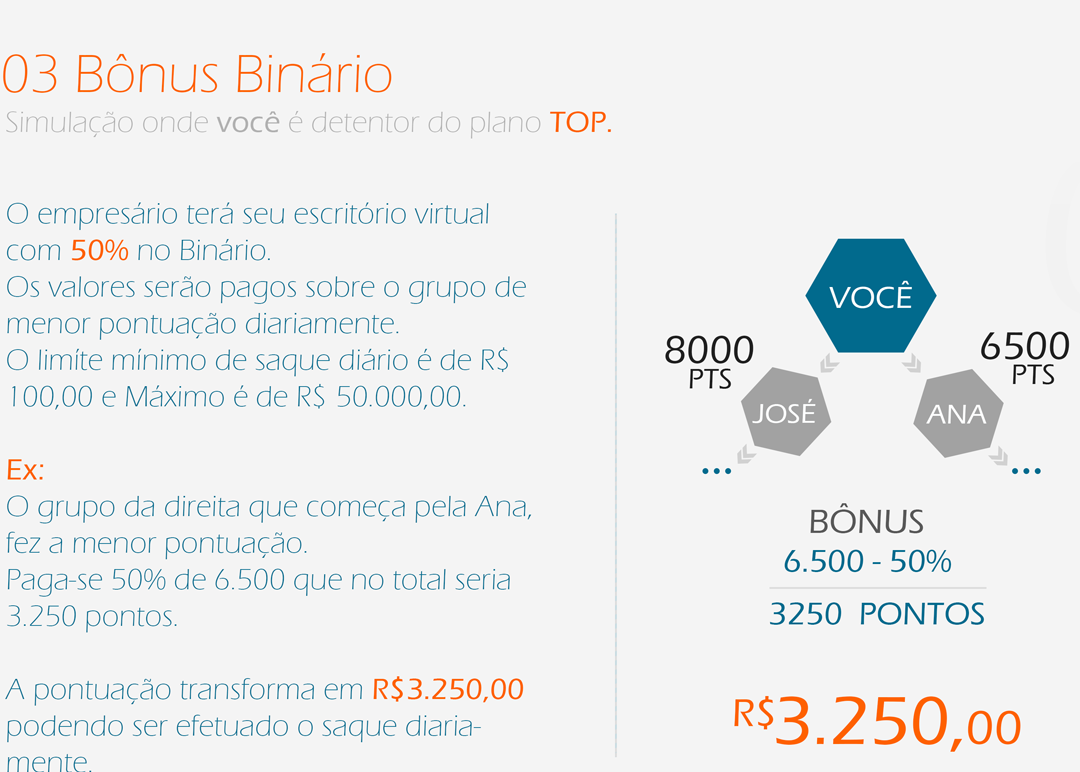 03 Bônus Binário
Simulação onde você é detentor do plano TOP.
O empresário terá seu escritório virtual
com 50% no Binário.
Os valores serão pagos sobre o grupo de
menor pontuação diariamente.
O limíte mínimo de saque diário é de R$
100,00 e Máximo é de R$ 50.000,00.
Ex:
O grupo da direita que começa pela Ana,
fez a menor pontuação.
Paga-se 50% de 6.500 que no total seria
3.250 pontos.
A pontuação transforma em R$3.250,00
podendo ser efetuado o saque diaria-
mente.
VOCÊ
8000
PTS
6500
PTS
JOSÉ
ANA
...
...
BÔNUS
6.500 - 50%
3250 PONTOS
R$3.250,00